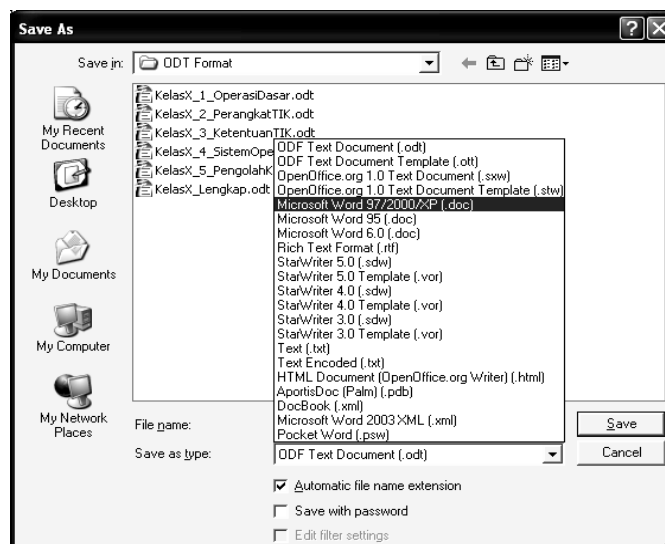 Save As
Save in:
ODT Format
My Recent
Documents
Desktop
My Documents
My Computer
My Network
Places
KelasX_1_OperasiDasar.odt
KelasX_2_PerangkatTIK.odt
KelasX_3_KetentuanTIK.odt
KelasX_4_SistemOpe
KelasX_5_PengolahK
KelasX_Lengkap.odt
ODF Text Document (.odt)
ODF Text Document Template (.ott)
OpenOffice.org 1.0 Text Document (.sxw)
OpenOffice.org 1.0 Text Document Template (.stw)
Microsoft Word 97/2000/XP (.doc)
Microsoft Word 95 (.doc)
Microsoft Word 6.0 (.doc)
Rich Text Format (.rtf)
StarWriter 5.0 (.sdw)
StarWriter 5.0 Template (.vor)
StarWriter 4.0 (.sdw)
StarWriter 4.0 Template (.vor)
StarWriter 3.0 (.sdw)
StarWriter 3.0 Template (.vor)
Text (.txt)
Text Encoded (.txt)
HTML Document (OpenOffice.org Writer) (.html)
AportisDoc (Palm) (.pdb)
DocBook (.xml)
Microsoft Word 2003 XML (.xml)
Pocket Word (.psw)
File name:
Save
Save as type:
ODF Text Document (.odt)
Cancel
Automatic file name extension
Save with password
Edit filter settings